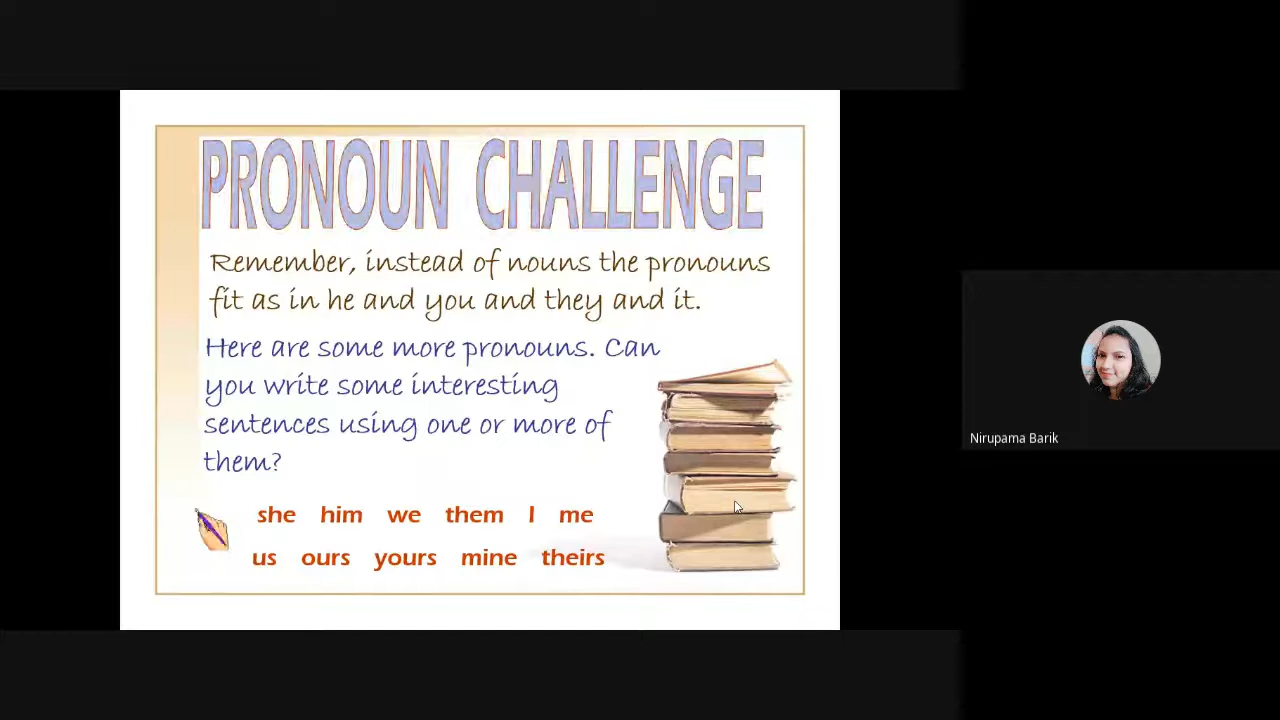 PRONOUN CHALLENGE
Remember, instead of nouns the pronouns
fit as in he and you and they and it.
Here are some more pronouns. Can
you write some interesting
sentences using one or more of
them?
she him we them I me
us ours yours mine theirs
Nirupama Barik